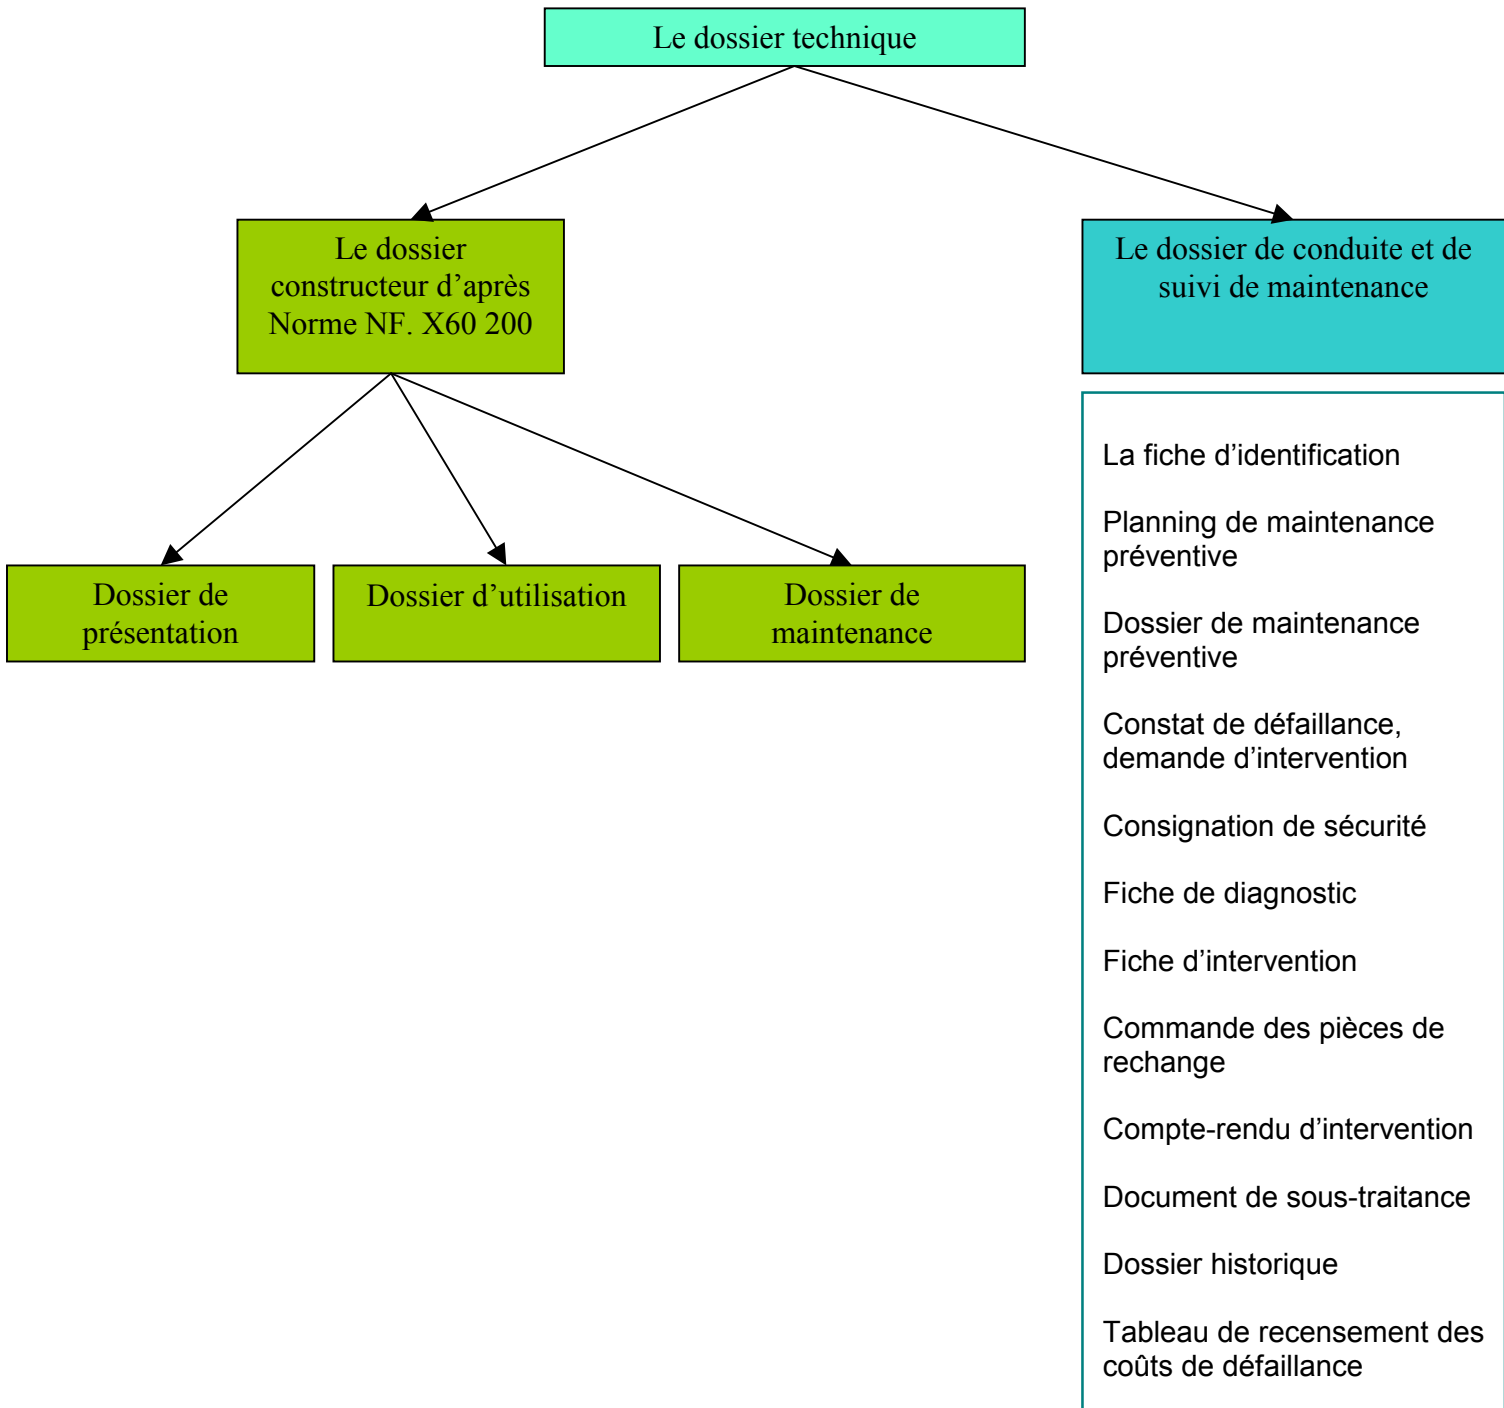 Le dossier technique
Le dossier
constructeur d’après
Norme NF. X60 200
Le dossier de conduite et de
suivi de maintenance
Dossier de
présentation
Dossier d’utilisation
Dossier de
maintenance
La fiche d’identification
Planning de maintenance
préventive
Dossier de maintenance
préventive
Constat de défaillance,
demande d’intervention
Consignation de sécurité
Fiche de diagnostic
Fiche d’intervention
Commande des pièces de
rechange
Compte-rendu d’intervention
Document de sous-traitance
Dossier historique
Tableau de recensement des
coûts de défaillance